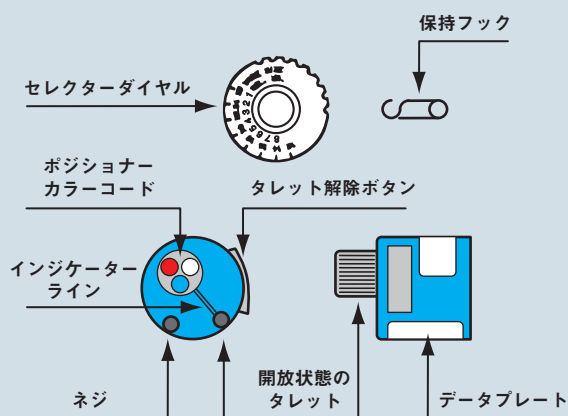 保持フック
セレクターダイヤル
ポジショナー
カラーコード
タレット解除ボタン
インジケーター
ライン
ネジ
開放状態の
タレット
データプレート